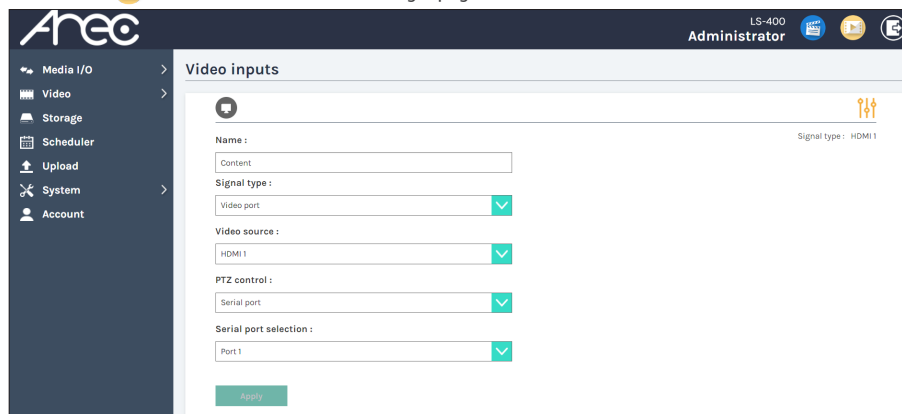 Arec
LS-400
Administrator
Media I/O
Video
Storage
Scheduler
Upload
System
Account
Video inputs
Signal type : HDMI 1
Name :
Content
Signal type :
Video port
Video source :
HDMI 1
PTZ control :
Serial port
Serial port selection :
Port 1
Apply